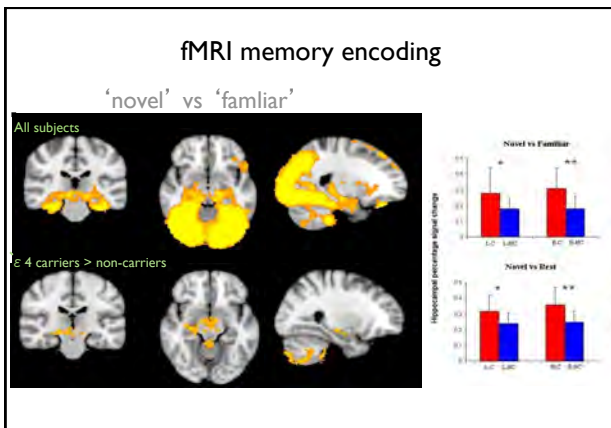 fMRI memory encoding
‘novel’ vs ‘famliar’
All subjects
ε 4 carriers > non-carriers
Novel vs Familiar
* **
Hippocampal percentage signal change
Novel vs Rest
* **